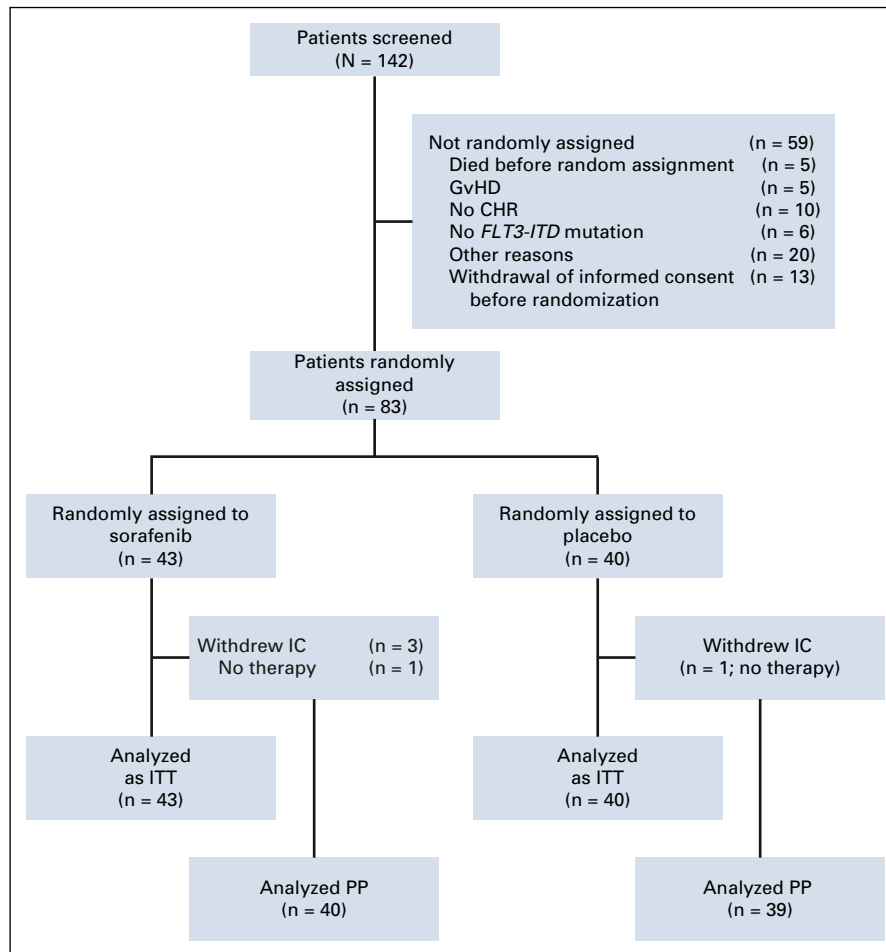 Patients screened
(N = 142)
Not randomly assigned (n = 59)
Died before random assignment (n = 5)
GvHD (n = 5)
No CHR (n = 10)
No FLT3-ITD mutation (n = 6)
Other reasons (n = 20)
Withdrawal of informed consent (n = 13)
before randomization
Patients randomly
assigned
(n = 83)
Randomly assigned to
sorafenib
(n = 43)
Randomly assigned to
placebo
(n = 40)
Withdrew IC (n = 3)
No therapy (n = 1)
Withdrew IC
(n = 1; no therapy)
Analyzed
as ITT
(n = 43)
Analyzed
as ITT
(n = 40)
Analyzed PP
(n = 40)
Analyzed PP
(n = 39)